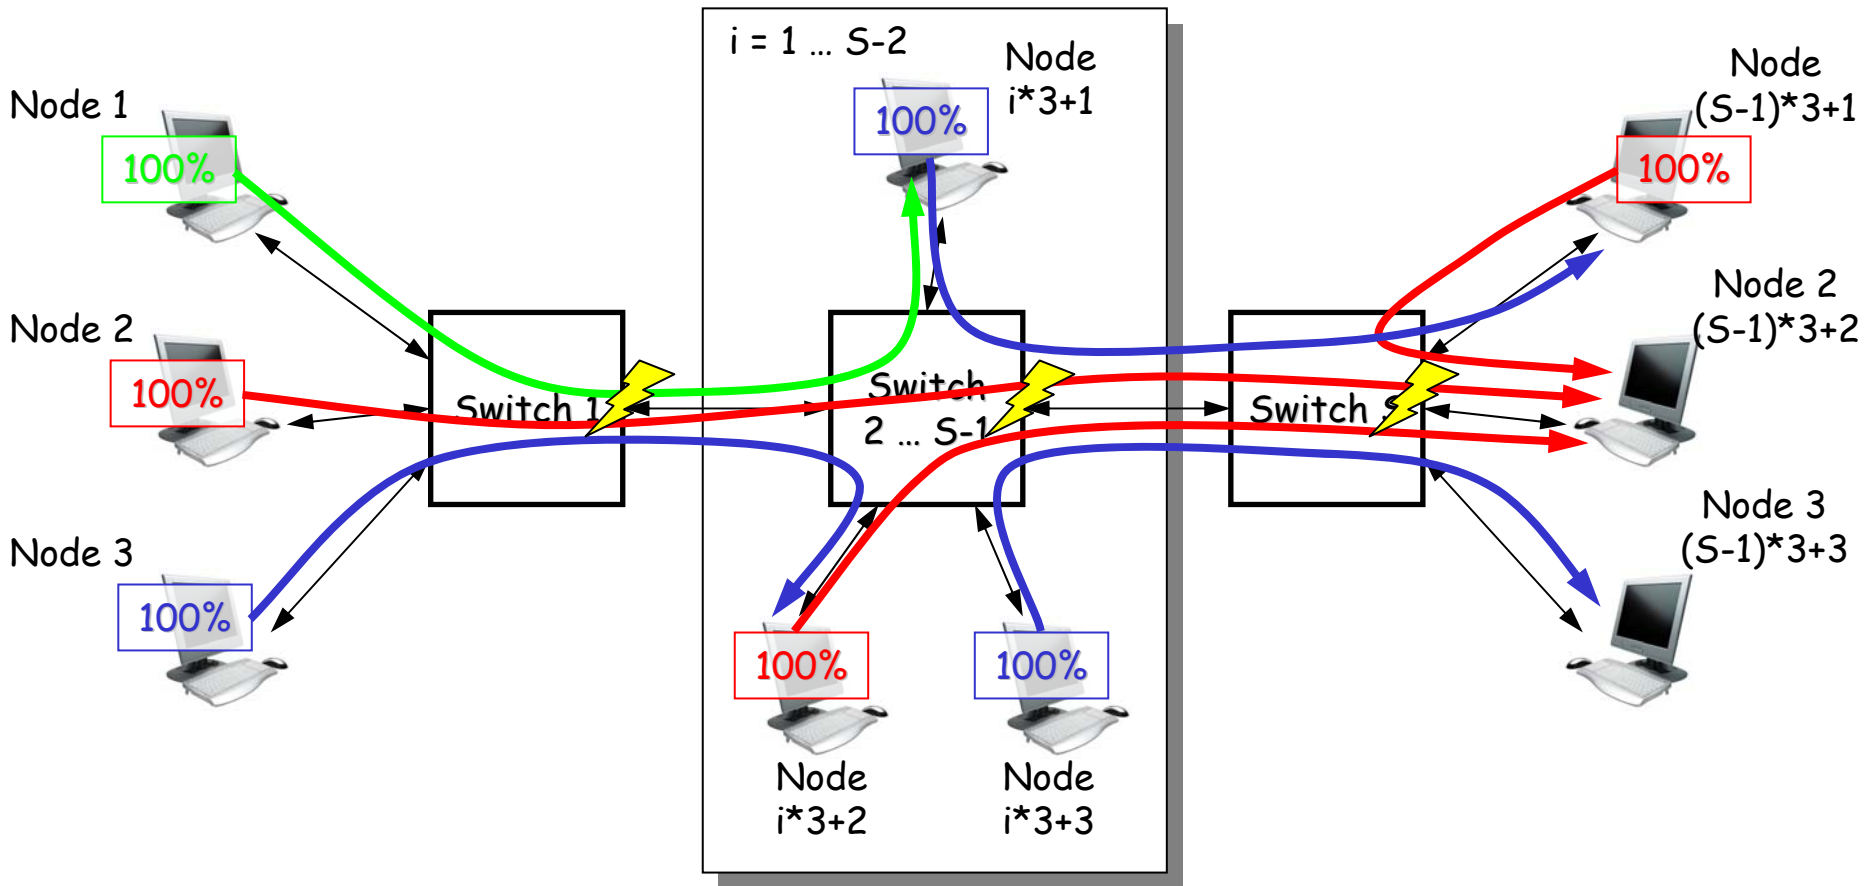 i = 1 … S-2
Node
i*3+1
100%
Node 1
100%
Node
(S-1)*3+1
100%
Node 2
100%
Node 2
(S-1)*3+2
Switch 1
Switch
2 … S-1
Switch
Node 3
100%
Node 3
(S-1)*3+3
100%
100%
Node
i*3+2
Node
i*3+3